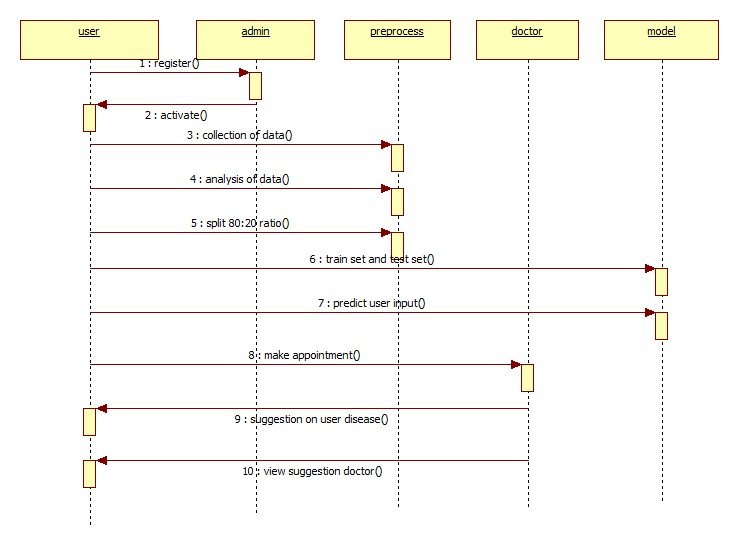 user admin preprocess doctor model
1 : register()
2 : activate()
3 : collection of data()
4 : analysis of data()
5 : split 80:20 ratio()
6 : train set and test set()
7 : predict user input()
8 : make appointment()
9 : suggestion on user disease()
10 : view suggestion doctor()